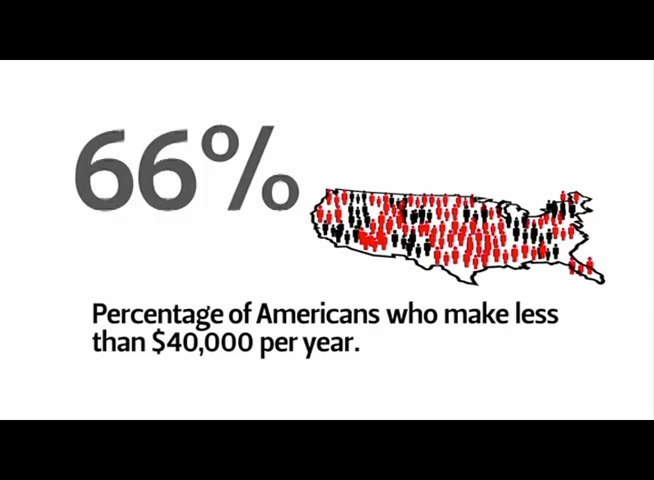 66%
Percentage of Americans who make less
than $40,000 per year.